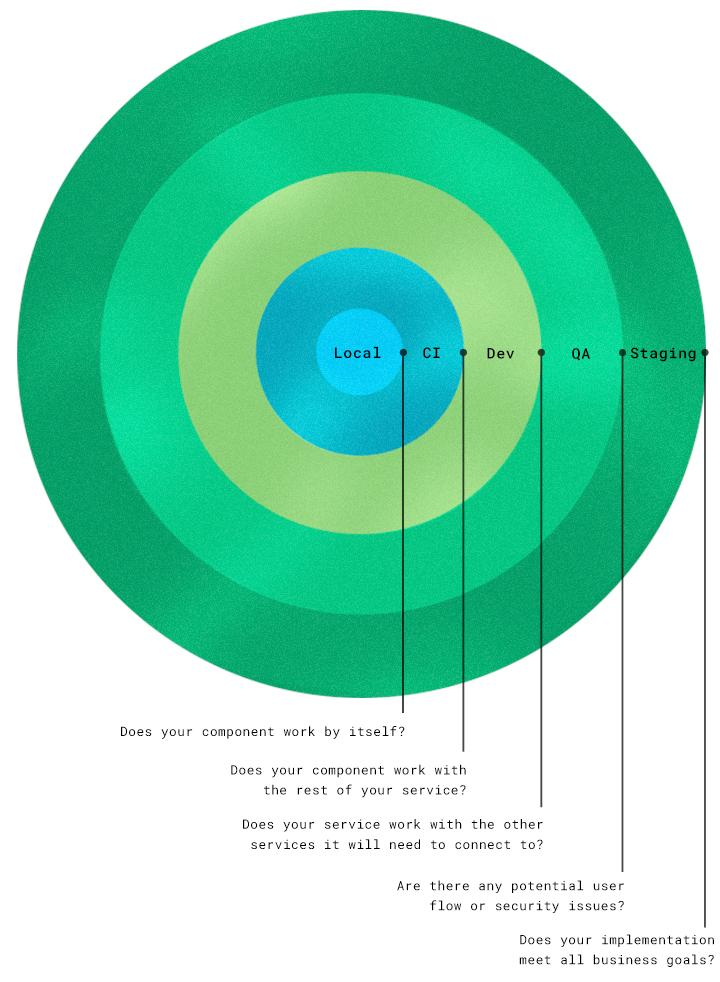 Local CI Dev QA Staging
Does your component work by itself?
Does your component work with
the rest of your service?
Does your service work with the other
services it will need to connect to?
Are there any potential user
flow or security issues?
Does your implementation
meet all business goals?